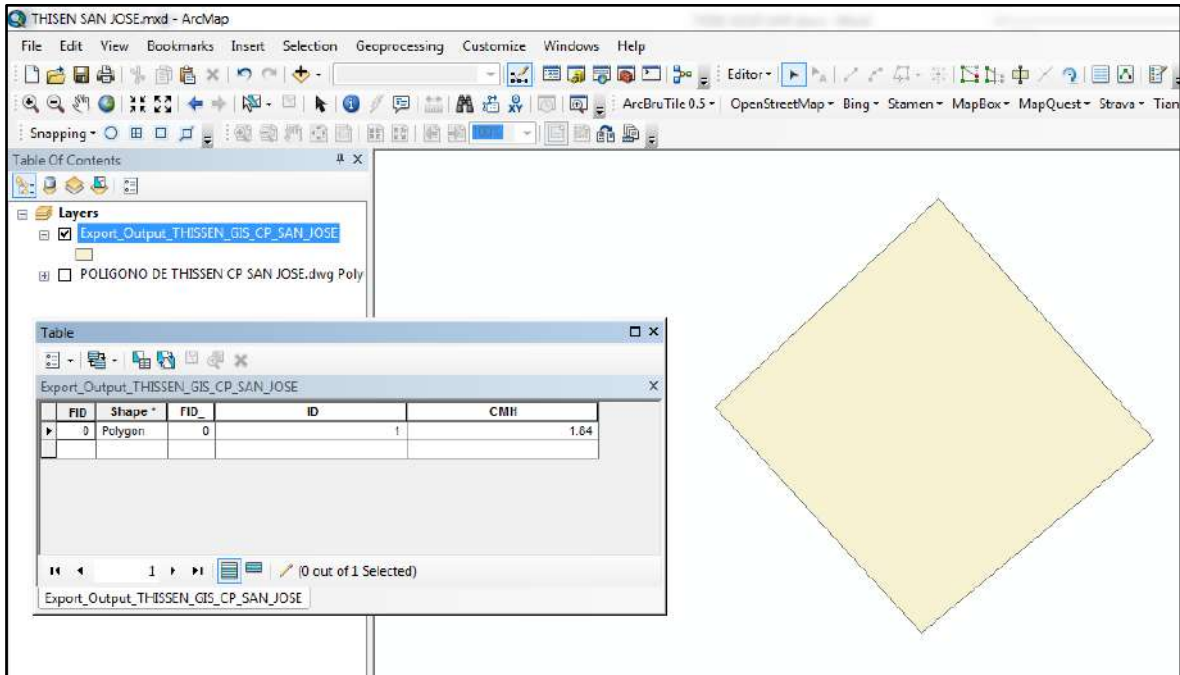 THISEN SAN JOSE.mxd - ArcMap
File Edit View Bookmarks Insert Selection Geoprocessing Customize Windows Help
Editor
ArcBruTile 0.5 OpenStreetMap Bing Stamen MapBox MapQuest Strava Tian
Snapping
Table Of Contents
Layers
Export_Output_THISSEN_GIS_CP_SAN_JOSE
POLIGONO DE THISSEN CP SAN JOSE.dwg Poly
Table
Export_Output_THISSEN_GIS_CP_SAN_JOSE
FID Shape * FID_ ID CMH
0 Polygon 0 1 1.84
1 (0 out of 1 Selected)
Export_Output_THISSEN_GIS_CP_SAN_JOSE